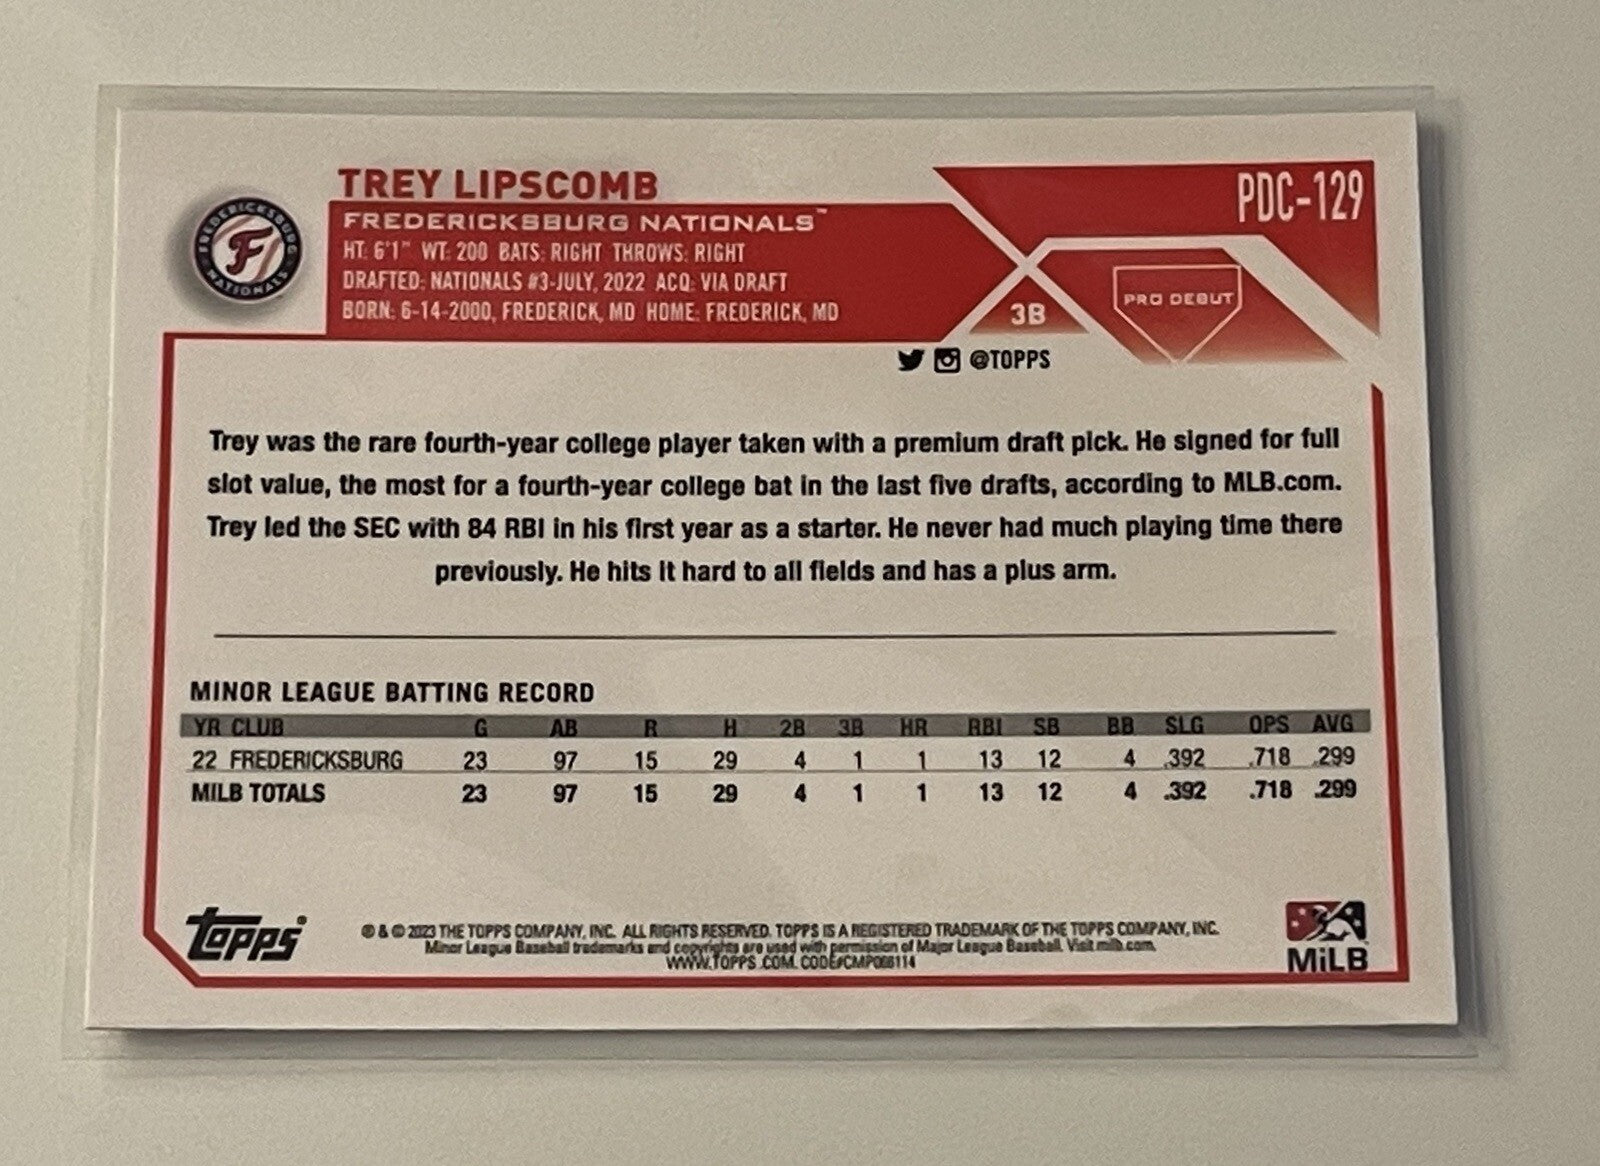 TREY LIPSCOMB
PDC-129
FREDERICKSBURG NATIONALS™
HT: 6'1" WT: 200 BATS: RIGHT THROWS: RIGHT
DRAFTED: NATIONALS #3-JULY, 2022 ACQ: VIA DRAFT
BORN: 6-14-2000, FREDERICK, MD HOME: FREDERICK, MD
3B
PRO DEBUT
FREDERICKSBURG
F
NATIONALS
@TOPPS
Trey was the rare fourth-year college player taken with a premium draft pick. He signed for full
slot value, the most for a fourth-year college bat in the last five drafts, according to MLB.com.
Trey led the SEC with 84 RBI in his first year as a starter. He never had much playing time there
previously. He hits it hard to all fields and has a plus arm.
MINOR LEAGUE BATTING RECORD
YR CLUB G AB R H 2B 3B HR RBI SB BB SLG OPS AVG
22 FREDERICKSBURG 23 97 15 29 4 1 1 13 12 4 .392 .718 .299
MILB TOTALS 23 97 15 29 4 1 1 13 12 4 .392 .718 .299
Topps
® & © 2023 THE TOPPS COMPANY, INC. ALL RIGHTS RESERVED. TOPPS IS A REGISTERED TRADEMARK OF THE TOPPS COMPANY, INC.
Minor League Baseball trademarks and copyrights are used with permission of Major League Baseball. Visit milb.com.
WWW.TOPPS.COM. CODE#CMP066114
MiLB